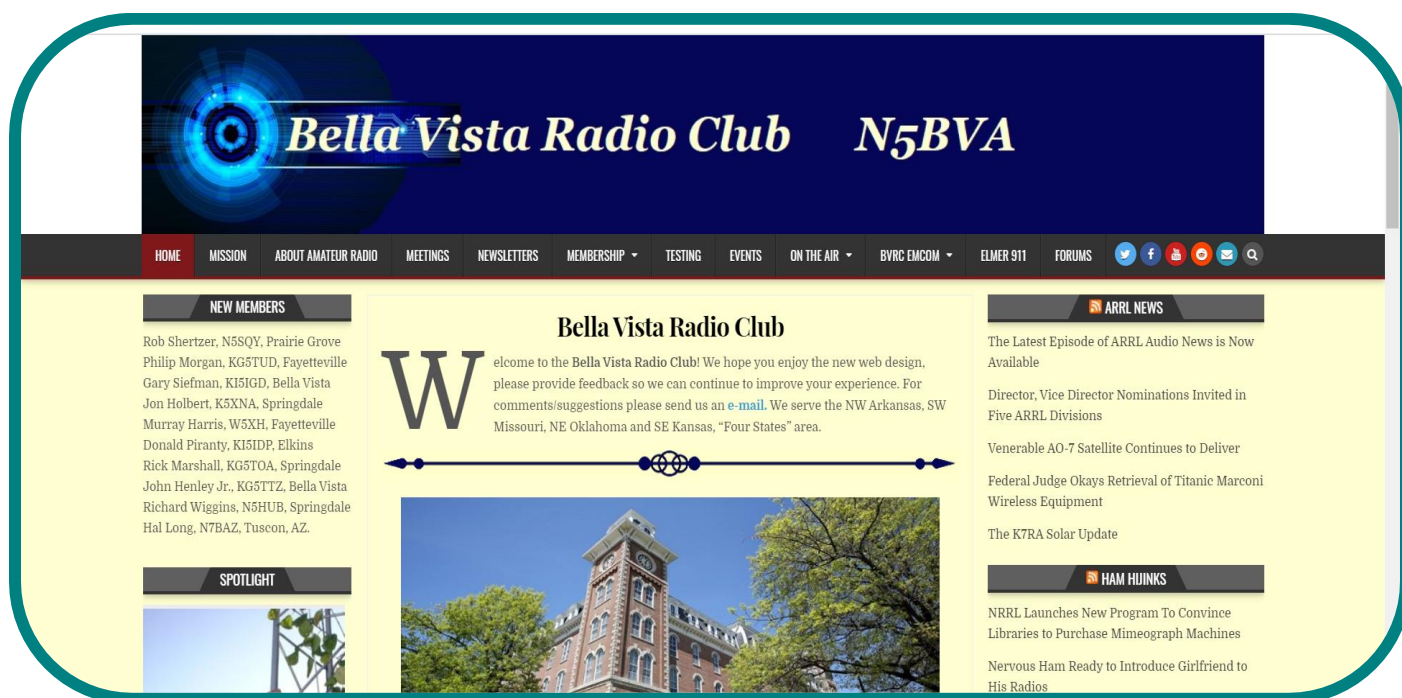 Bella Vista Radio Club N5BVA
HOME MISSION ABOUT AMATEUR RADIO MEETINGS NEWSLETTERS MEMBERSHIP TESTING EVENTS ON THE AIR BVRC EMCOM ELMER 911 FORUMS
NEW MEMBERS
Rob Shertzer, N5SQY, Prairie Grove
Philip Morgan, KG5TUD, Fayetteville
Gary Siefman, KI5IGD, Bella Vista
Jon Holbert, K5XNA, Springdale
Murray Harris, W5XH, Fayetteville
Donald Piranty, KI5IDP, Elkins
Rick Marshall, KG5TOA, Springdale
John Henley Jr., KG5TTZ, Bella Vista
Richard Wiggins, N5HUB, Springdale
Hal Long, N7BAZ, Tuscon, AZ.
SPOTLIGHT
Bella Vista Radio Club
Welcome to the Bella Vista Radio Club! We hope you enjoy the new web design,
please provide feedback so we can continue to improve your experience. For
comments/suggestions please send us an e-mail. We serve the NW Arkansas, SW
Missouri, NE Oklahoma and SE Kansas, “Four States” area.
ARRL NEWS
The Latest Episode of ARRL Audio News is Now
Available
Director, Vice Director Nominations Invited in
Five ARRL Divisions
Venerable AO-7 Satellite Continues to Deliver
Federal Judge Okays Retrieval of Titanic Marconi
Wireless Equipment
The K7RA Solar Update
HAM HIJINKS
NRRL Launches New Program To Convince
Libraries to Purchase Mimeograph Machines
Nervous Ham Ready to Introduce Girlfriend to
His Radios